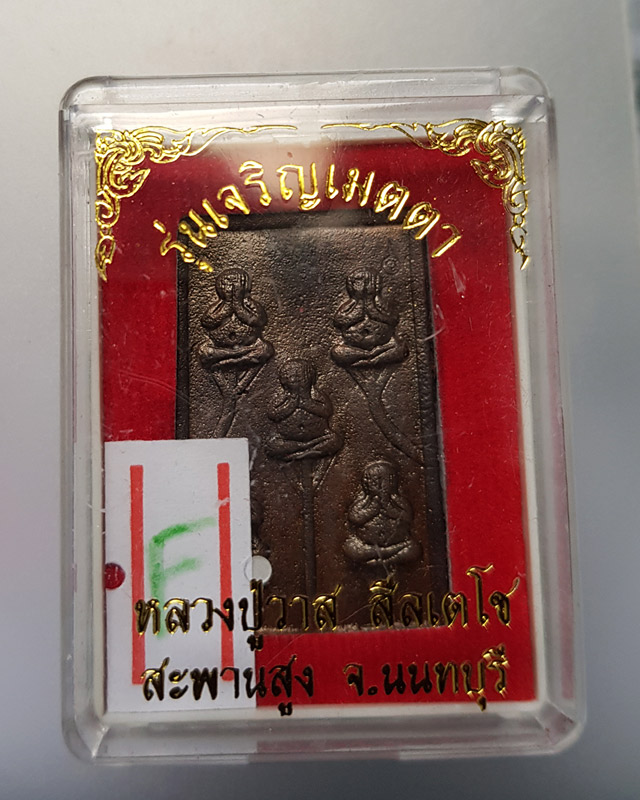 รุ่นเจริญเมตตา
F
หลวงปู่วาส สีลเตโช
สะพานสูง จ.นนทบุรี